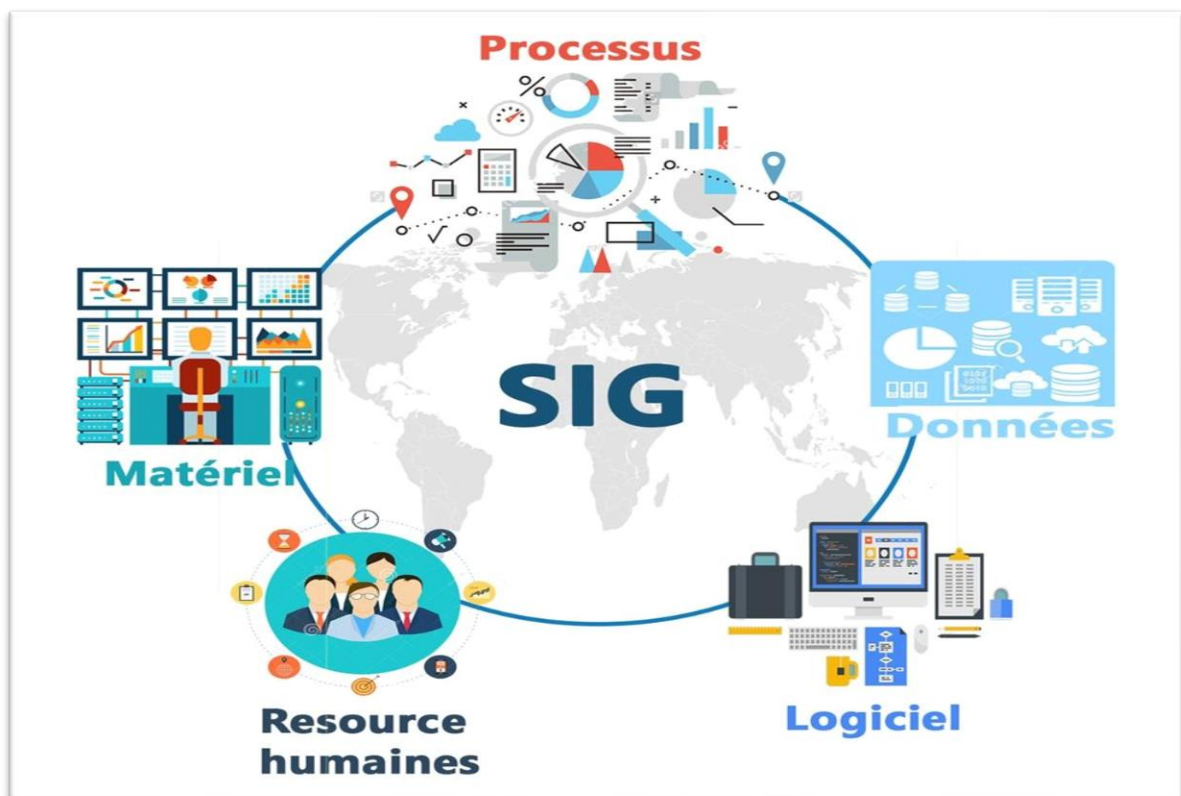 Processus
%
SIG
Données
Matériel
Resource
humaines
Logiciel